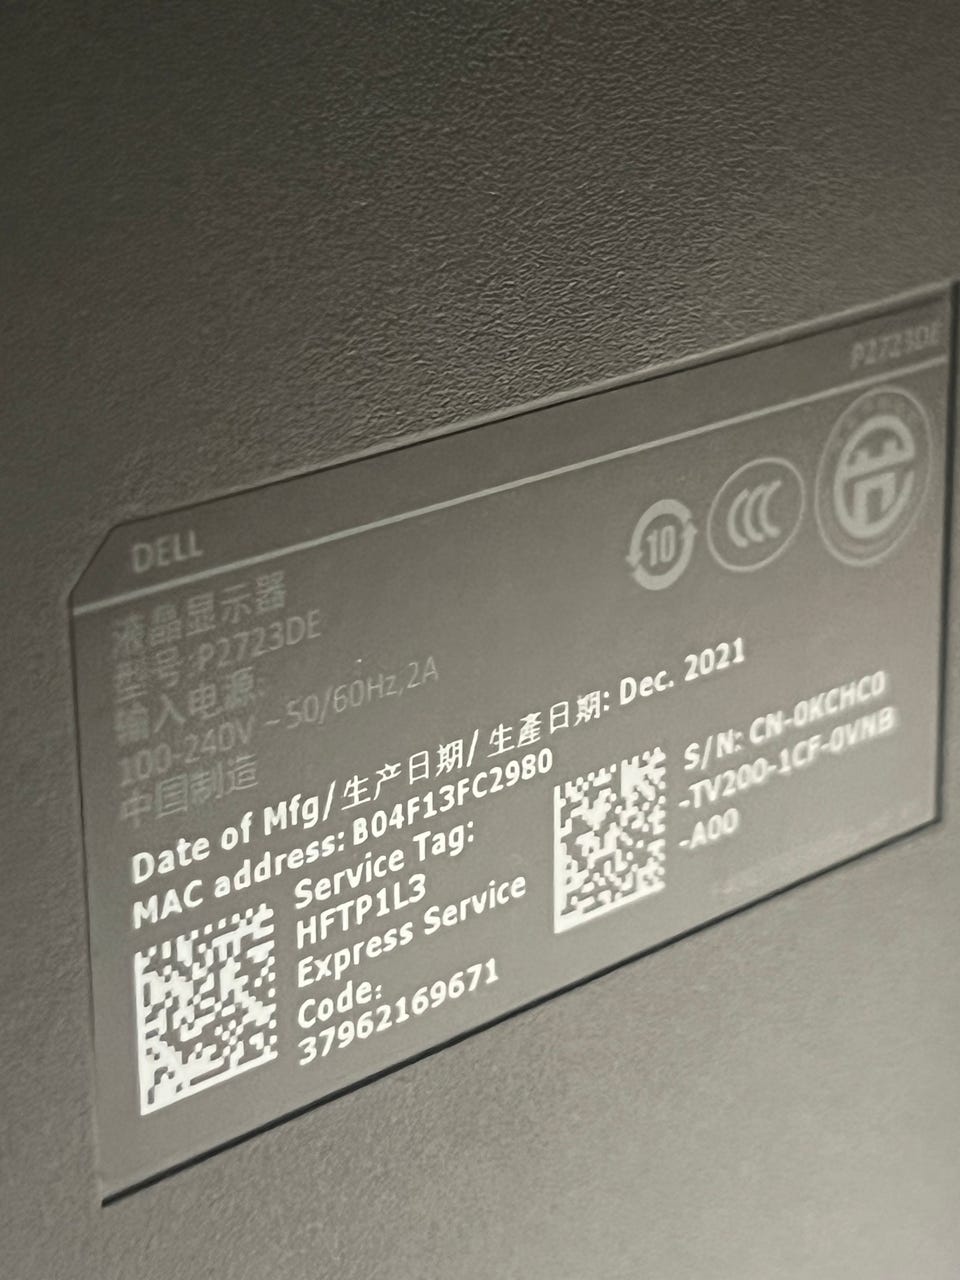 P2723DE
DELL
10
CCC
液晶显示器
型号:P2723DE
输入电源:
100-240V ~ 50/60Hz,2A
中国制造
Date of Mfg/生产日期/生產日期: Dec. 2021
MAC address: B04F13FC2980
Service Tag:
HFTP1L3
Express Service
Code:
37962169671
S/N: CN-0KCHC0
-TV200-1CF-0VNB
-A00